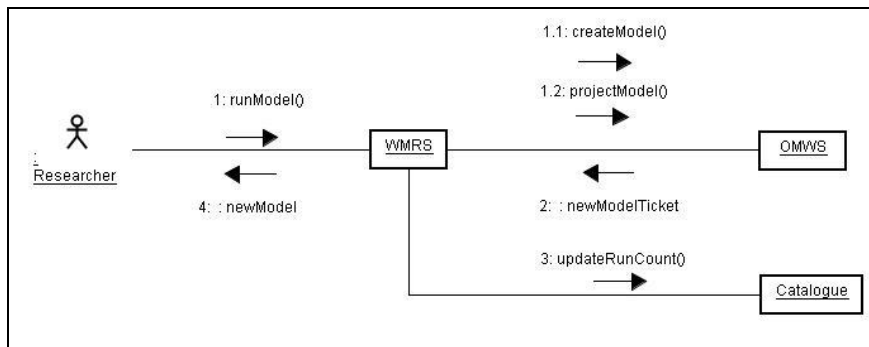 1.1: createModel()
1.2: projectModel()
1: runModel()
WMRS
OMWS
:
Researcher
4: : newModel
2: : newModelTicket
3: updateRunCount()
Catalogue